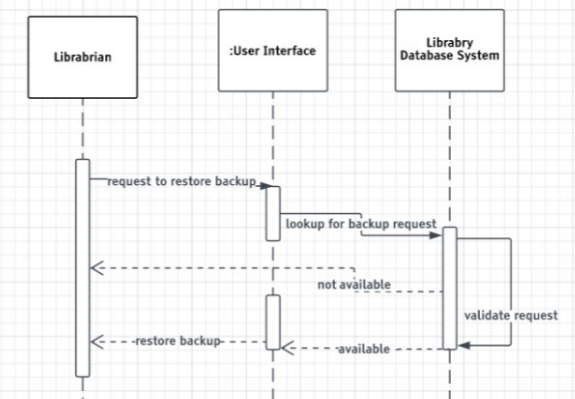 Librabrian
:User Interface
Librabry
Database System
request to restore backup
lookup for backup request
not available
validate request
restore backup
available